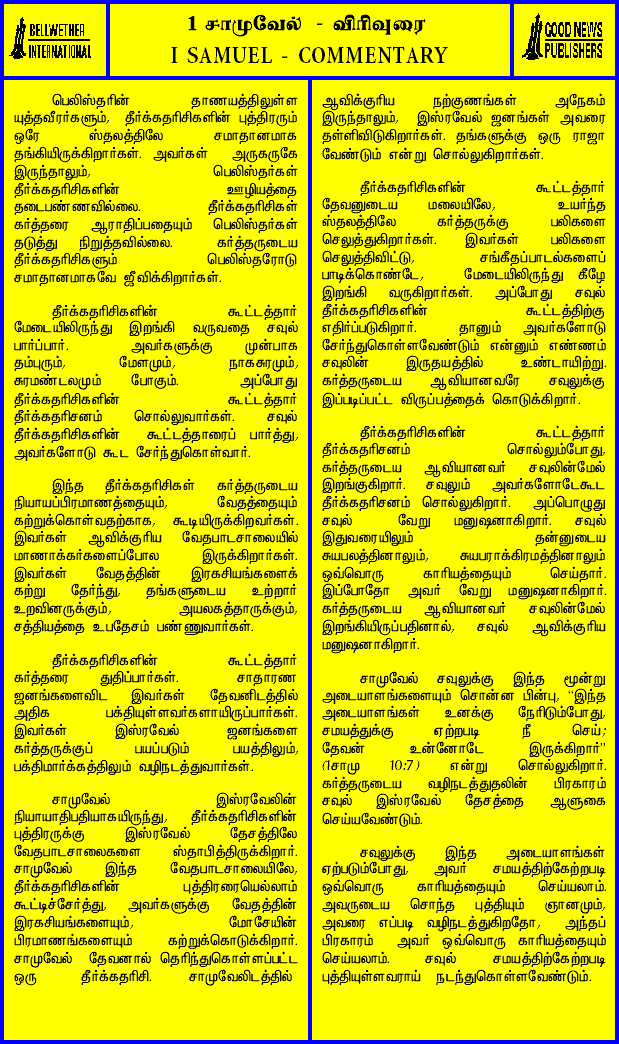 BELLWETHER
INTERNATIONAL
1 சாமுவேல் - விரிவுரை
I SAMUEL - COMMENTARY
GOOD NEWS
PUBLISHERS
பெலிஸ்தரின் தாணயத்திலுள்ள
யுத்தவீரர்களும், தீர்க்கதரிசிகளின் புத்திரரும்
ஒரே ஸ்தலத்திலே சமாதானமாக
தங்கியிருக்கிறார்கள். அவர்கள் அருகருகே
இருந்தாலும், பெலிஸ்தர்கள்
தீர்க்கதரிசிகளின் ஊழியத்தை
தடைபண்ணவில்லை. தீர்க்கதரிசிகள்
கர்த்தரை ஆராதிப்பதையும் பெலிஸ்தர்கள்
தடுத்து நிறுத்தவில்லை. கர்த்தருடைய
தீர்க்கதரிசிகளும் பெலிஸ்தரோடு
சமாதானமாகவே ஜீவிக்கிறார்கள்.
தீர்க்கதரிசிகளின் கூட்டத்தார்
மேடையிலிருந்து இறங்கி வருவதை சவுல்
பார்ப்பார். அவர்களுக்கு முன்பாக
தம்புரும், மேளமும், நாகசுரமும்,
சுரமண்டலமும் போகும். அப்போது
தீர்க்கதரிசிகளின் கூட்டத்தார்
தீர்க்கதரிசனம் சொல்லுவார்கள். சவுல்
தீர்க்கதரிசிகளின் கூட்டத்தாரைப் பார்த்து,
அவர்களோடு கூட சேர்ந்துகொள்வார்.
இந்த தீர்க்கதரிசிகள் கர்த்தருடைய
நியாயப்பிரமாணத்தையும், வேதத்தையும்
கற்றுக்கொள்வதற்காக, கூடியிருக்கிறவர்கள்.
இவர்கள் ஆவிக்குரிய வேதபாடசாலையில்
மாணாக்கர்களைப்போல இருக்கிறார்கள்.
இவர்கள் வேதத்தின் இரகசியங்களைக்
கற்று தேர்ந்து, தங்களுடைய உற்றார்
உறவினருக்கும், அயலகத்தாருக்கும்,
சத்தியத்தை உபதேசம் பண்ணுவார்கள்.
தீர்க்கதரிசிகளின் கூட்டத்தார்
கர்த்தரை துதிப்பார்கள். சாதாரண
ஜனங்களைவிட இவர்கள் தேவனிடத்தில்
அதிக பக்தியுள்ளவர்களாயிருப்பார்கள்.
இவர்கள் இஸ்ரவேல் ஜனங்களை
கர்த்தருக்குப் பயப்படும் பயத்திலும்,
பக்திமார்க்கத்திலும் வழிநடத்துவார்கள்.
சாமுவேல் இஸ்ரவேலின்
நியாயாதிபதியாகயிருந்து, தீர்க்கதரிசிகளின்
புத்திரருக்கு இஸ்ரவேல் தேசத்திலே
வேதபாடசாலைகளை ஸ்தாபித்திருக்கிறார்.
சாமுவேல் இந்த வேதபாடசாலையிலே,
தீர்க்கதரிசிகளின் புத்திரரையெல்லாம்
கூட்டிச்சேர்த்து, அவர்களுக்கு வேதத்தின்
இரகசியங்களையும், மோசேயின்
பிரமாணங்களையும் கற்றுக்கொடுக்கிறார்.
சாமுவேல் தேவனால் தெரிந்துகொள்ளப்பட்ட
ஒரு தீர்க்கதரிசி. சாமுவேலிடத்தில்
ஆவிக்குரிய நற்குணங்கள் அநேகம்
இருந்தாலும், இஸ்ரவேல் ஜனங்கள் அவரை
தள்ளிவிடுகிறார்கள். தங்களுக்கு ஒரு ராஜா
வேண்டும் என்று சொல்லுகிறார்கள்.
தீர்க்கதரிசிகளின் கூட்டத்தார்
தேவனுடைய மலையிலே, உயர்ந்த
ஸ்தலத்திலே கர்த்தருக்கு பலிகளை
செலுத்துகிறார்கள். இவர்கள் பலிகளை
செலுத்திவிட்டு, சங்கீதப்பாடல்களைப்
பாடிக்கொண்டே, மேடையிலிருந்து கீழே
இறங்கி வருகிறார்கள். அப்போது சவுல்
தீர்க்கதரிசிகளின் கூட்டத்திற்கு
எதிர்ப்படுகிறார். தானும் அவர்களோடு
சேர்ந்துகொள்ளவேண்டும் என்னும் எண்ணம்
சவுலின் இருதயத்தில் உண்டாயிற்று.
கர்த்தருடைய ஆவியானவரே சவுலுக்கு
இப்படிப்பட்ட விருப்பத்தைக் கொடுக்கிறார்.
தீர்க்கதரிசிகளின் கூட்டத்தார்
தீர்க்கதரிசனம் சொல்லும்போது,
கர்த்தருடைய ஆவியானவர் சவுலின்மேல்
இறங்குகிறார். சவுலும் அவர்களோடேகூட
தீர்க்கதரிசனம் சொல்லுகிறார். அப்பொழுது
சவுல் வேறு மனுஷனாகிறார். சவுல்
இதுவரையிலும் தன்னுடைய
சுயபலத்தினாலும், சுயபராக்கிரமத்தினாலும்
ஒவ்வொரு காரியத்தையும் செய்தார்.
இப்போதோ அவர் வேறு மனுஷனாகிறார்.
கர்த்தருடைய ஆவியானவர் சவுலின்மேல்
இறங்கியிருப்பதினால், சவுல் ஆவிக்குரிய
மனுஷனாகிறார்.
சாமுவேல் சவுலுக்கு இந்த மூன்று
அடையாளங்களையும் சொன்ன பின்பு, "இந்த
அடையாளங்கள் உனக்கு நேரிடும்போது,
சமயத்துக்கு ஏற்றபடி நீ செய்;
தேவன் உன்னோடே இருக்கிறார்"
(1சாமு 10:7) என்று சொல்லுகிறார்.
கர்த்தருடைய வழிநடத்துதலின் பிரகாரம்
சவுல் இஸ்ரவேல் தேசத்தை ஆளுகை
செய்யவேண்டும்.
சவுலுக்கு இந்த அடையாளங்கள்
ஏற்படும்போது, அவர் சமயத்திற்கேற்றபடி
ஒவ்வொரு காரியத்தையும் செய்யலாம்.
அவருடைய சொந்த புத்தியும் ஞானமும்,
அவரை எப்படி வழிநடத்துகிறதோ, அந்தப்
பிரகாரம் அவர் ஒவ்வொரு காரியத்தையும்
செய்யலாம். சவுல் சமயத்திற்கேற்றபடி
புத்தியுள்ளவராய் நடந்துகொள்ளவேண்டும்.